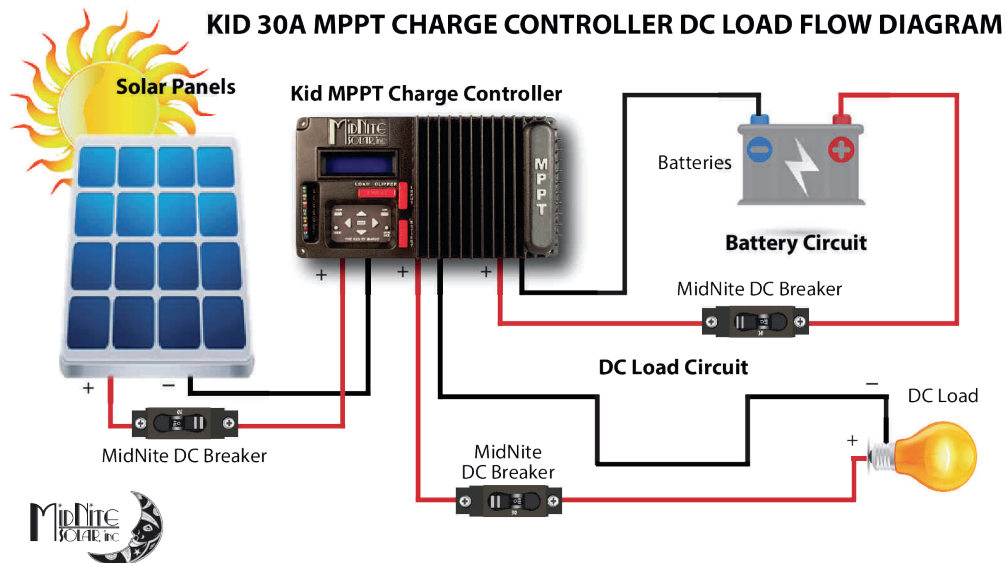 KID 30A MPPT CHARGE CONTROLLER DC LOAD FLOW DIAGRAM
Solar Panels
Kid MPPT Charge Controller
MIDNITE
SOLAR, INC
LOAD CLIPPER
MPPT
Batteries
Battery Circuit
+
+
+
MidNite DC Breaker
DC Load Circuit
+
−
−
DC Load
+
MidNite DC Breaker
MidNite
DC Breaker
MIDNITE
SOLAR, INC